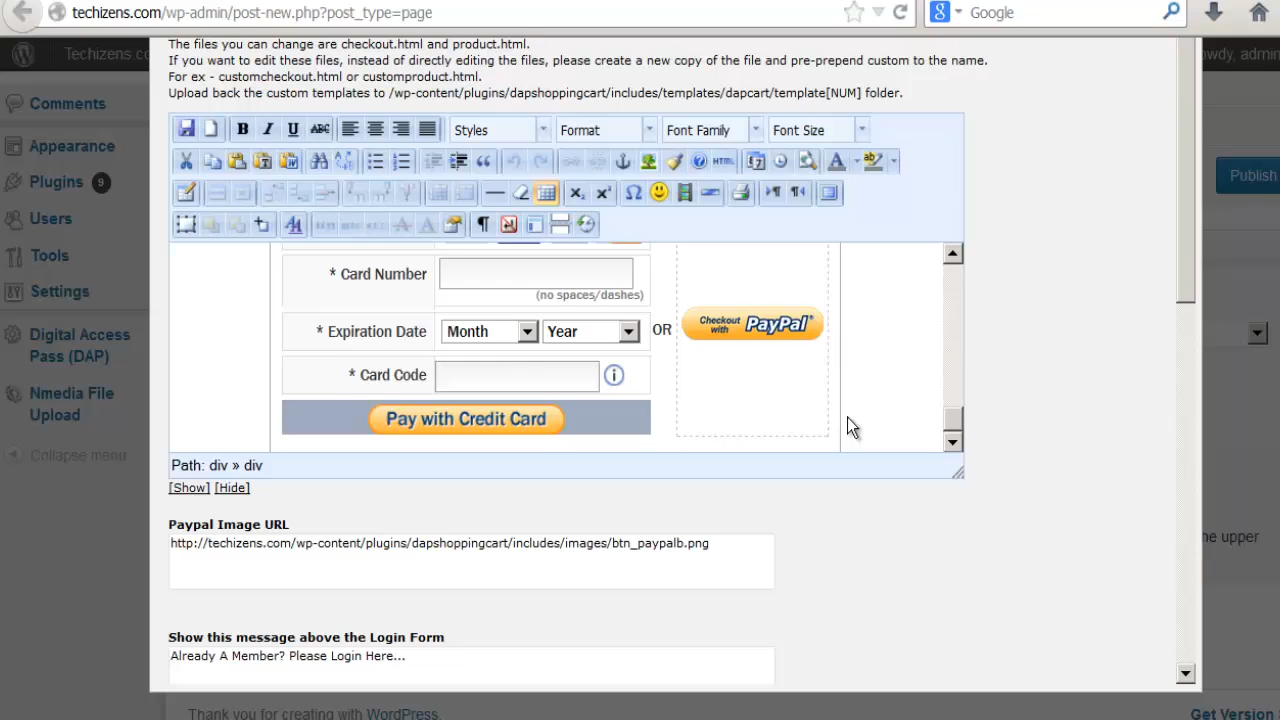 techizens.com/wp-admin/post-new.php?post_type=page
Google
Techizens.co
wdy, admin
The files you can change are checkout.html and product.html.
If you want to edit these files, instead of directly editing the files, please create a new copy of the file and pre-prepend custom to the name.
For ex - customcheckout.html or customproduct.html.
Upload back the custom templates to /wp-content/plugins/dapshoppingcart/includes/templates/dapcart/template[NUM] folder.
Comments
Appearance
Plugins 9
Users
Tools
Settings
Digital Access
Pass (DAP)
Nmedia File
Upload
Collapse menu
B I U ABC Styles Format Font Family Font Size
HTML
Publish
* Card Number
(no spaces/dashes)
* Expiration Date Month Year OR
Checkout with PayPal®
* Card Code
Pay with Credit Card
Path: div » div
[Show] [Hide]
Paypal Image URL
http://techizens.com/wp-content/plugins/dapshoppingcart/includes/images/btn_paypalb.png
he upper
Show this message above the Login Form
Already A Member? Please Login Here...
Thank you for creating with WordPress.
Get Version